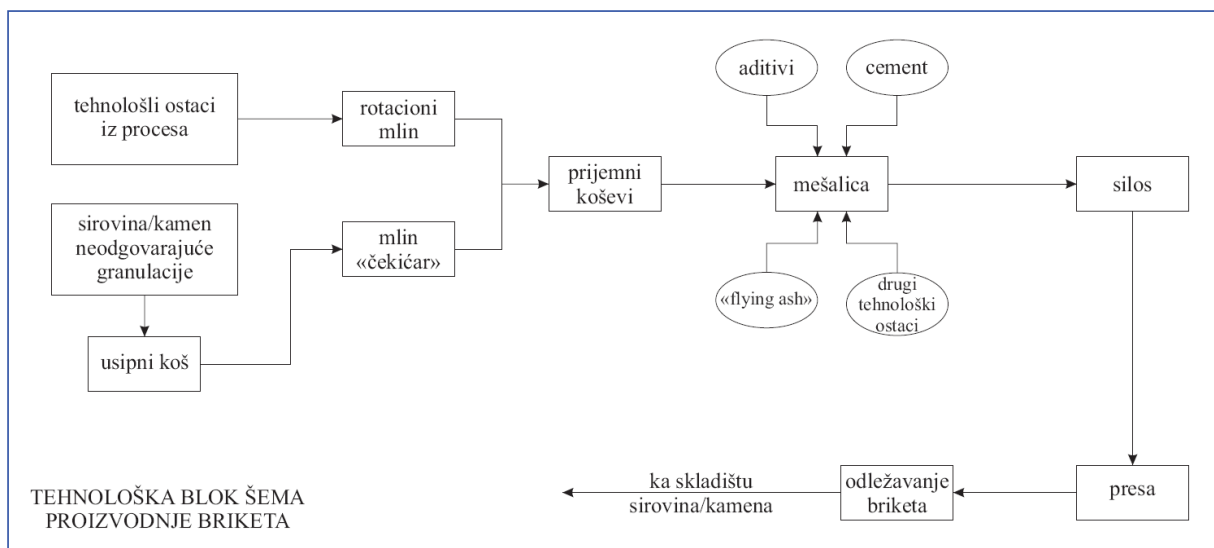 aditivi
cement
tehnološli ostaci
iz procesa
rotacioni
mlin
prijemni
koševi
mešalica
silos
sirovina/kamen
neodgovarajuće
granulacije
mlin
«čekićar»
«flying ash»
drugi
tehnološki
ostaci
usipni koš
TEHNOLOŠKA BLOK ŠEMA
PROIZVODNJE BRIKETA
ka skladištu
sirovina/kamena
odležavanje
briketa
presa